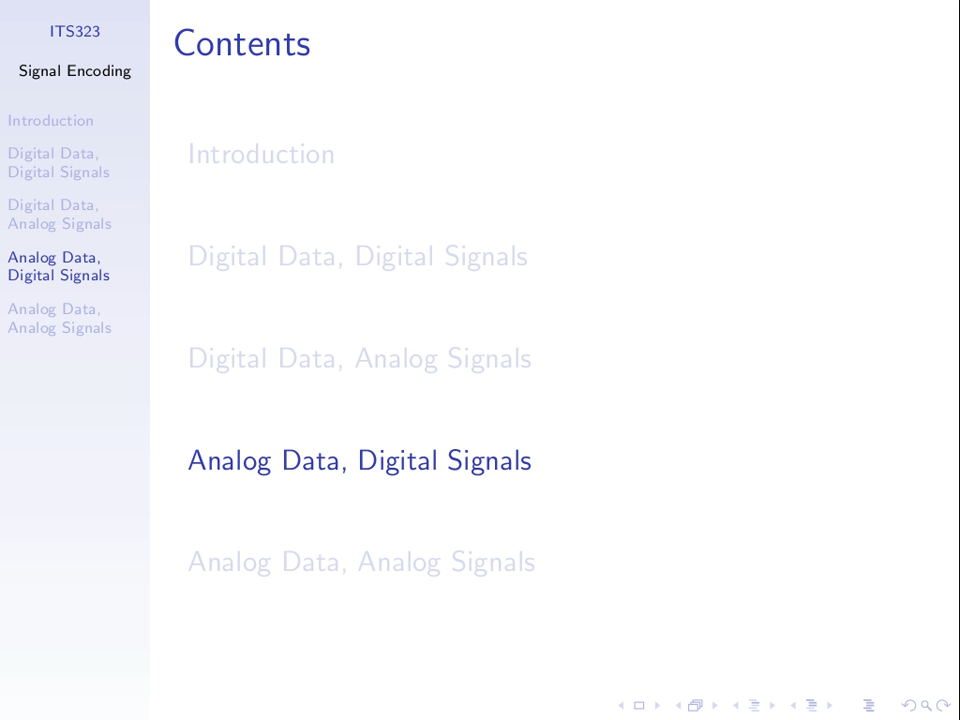 ITS323
Signal Encoding
Introduction
Digital Data,
Digital Signals
Digital Data,
Analog Signals
Analog Data,
Digital Signals
Analog Data,
Analog Signals
Contents
Introduction
Digital Data, Digital Signals
Digital Data, Analog Signals
Analog Data, Digital Signals
Analog Data, Analog Signals